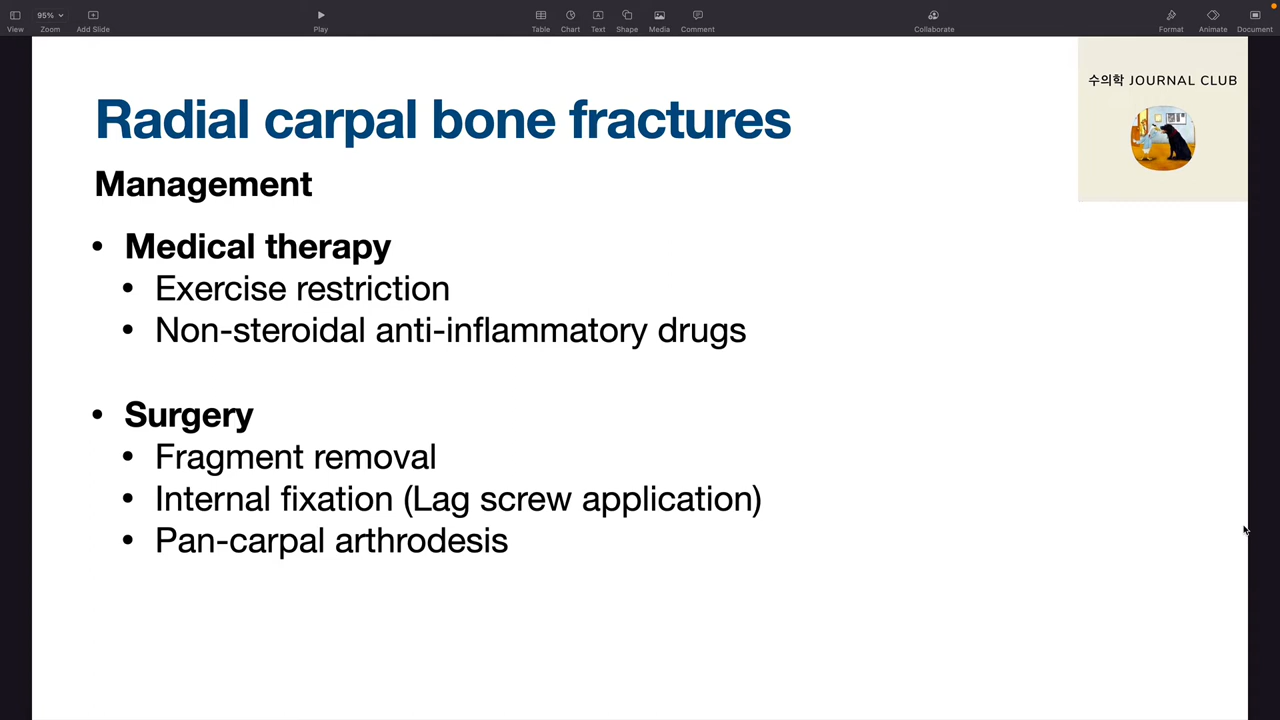 95%
View
Zoom
Add Slide
Play
Table
Chart
Text
Shape
Media
Comment
Collaborate
Format
Animate
Document
수의학 JOURNAL CLUB
Radial carpal bone fractures
Management
• Medical therapy
• Exercise restriction
• Non-steroidal anti-inflammatory drugs
• Surgery
• Fragment removal
• Internal fixation (Lag screw application)
• Pan-carpal arthrodesis